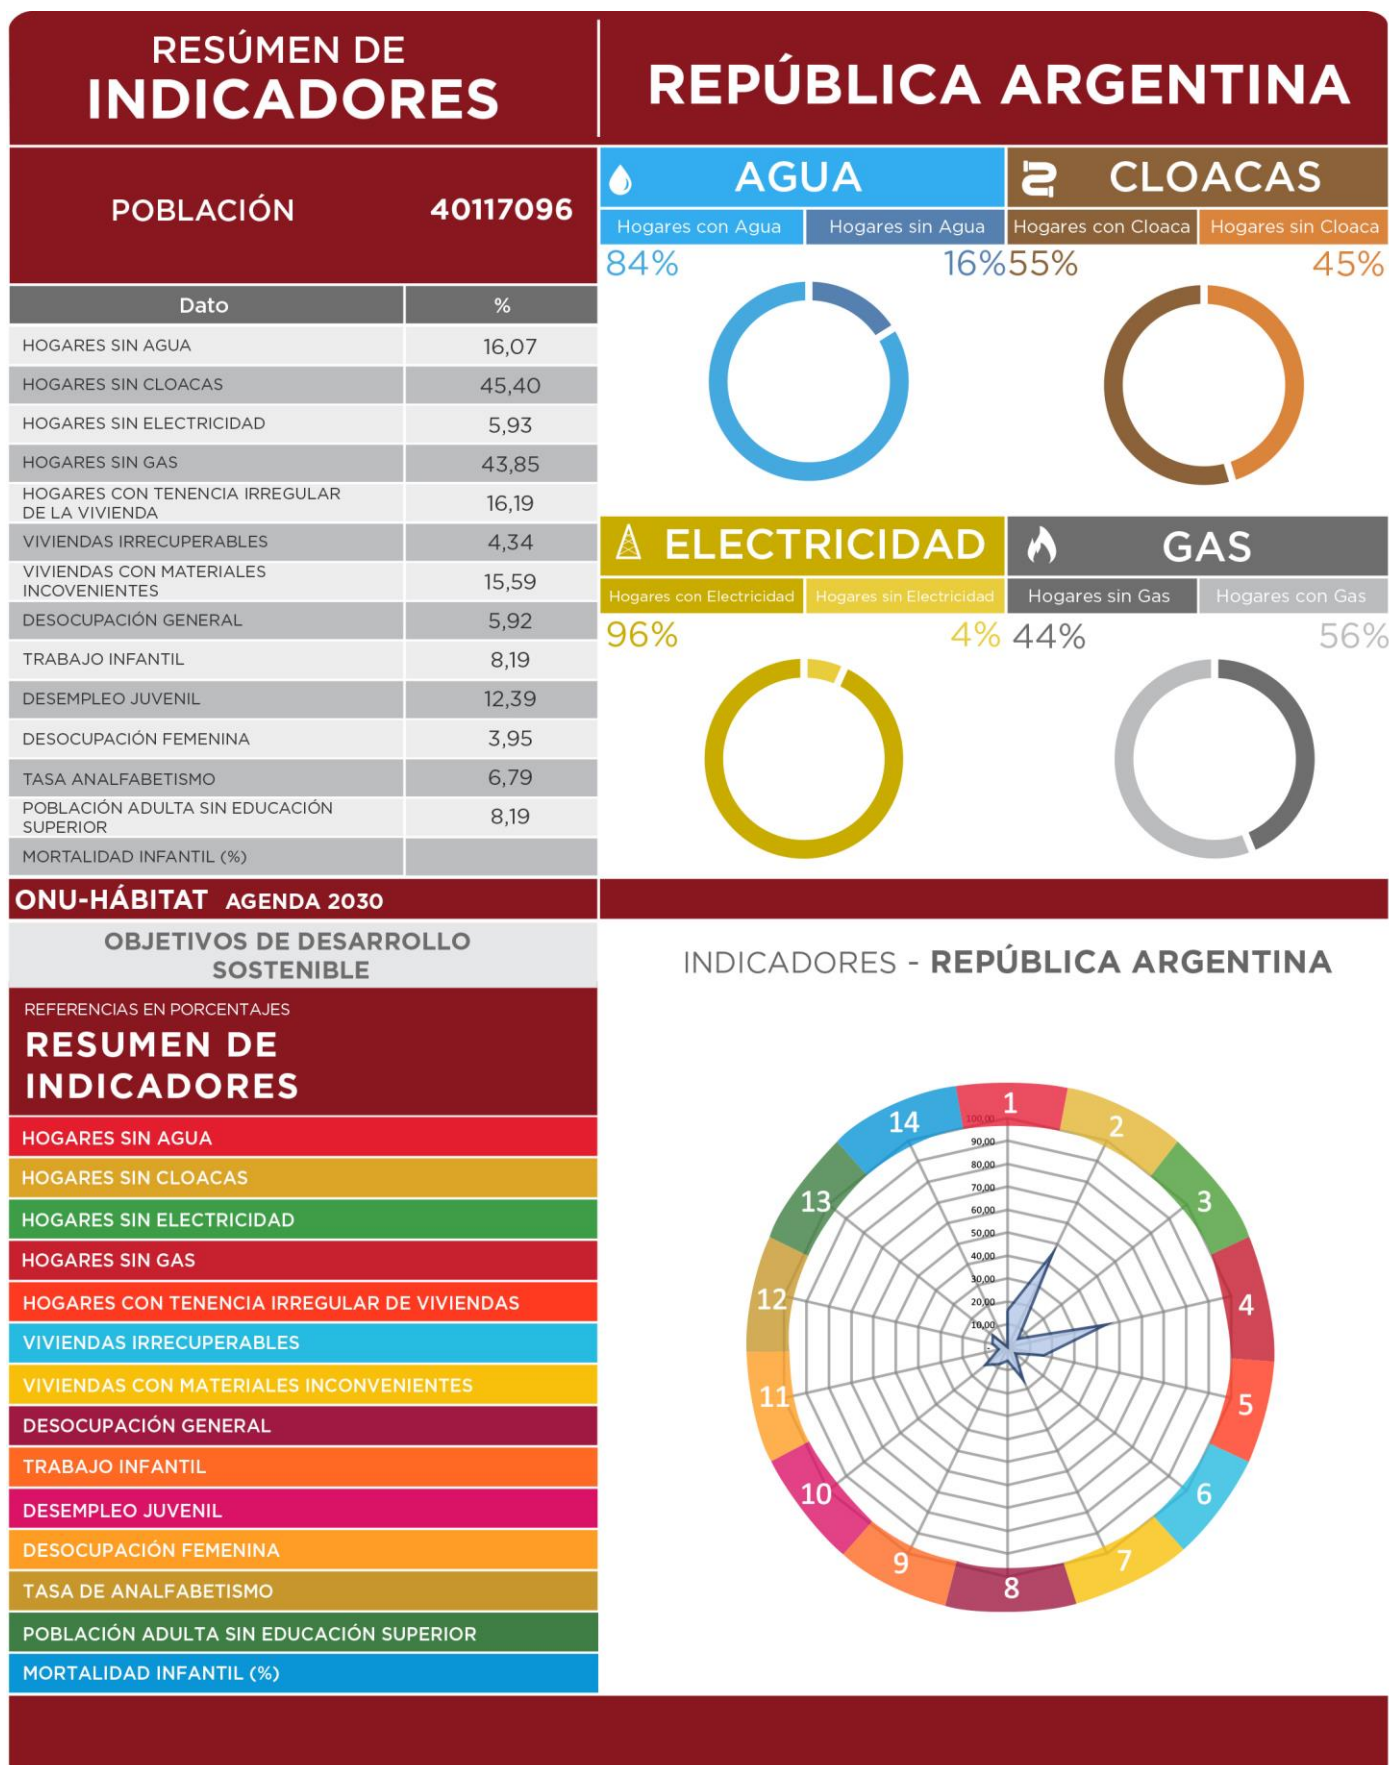 RESÚMEN DE
INDICADORES
REPÚBLICA ARGENTINA
POBLACIÓN 40117096
Dato %
HOGARES SIN AGUA 16,07
HOGARES SIN CLOACAS 45,40
HOGARES SIN ELECTRICIDAD 5,93
HOGARES SIN GAS 43,85
HOGARES CON TENENCIA IRREGULAR
DE LA VIVIENDA 16,19
VIVIENDAS IRRECUPERABLES 4,34
VIVIENDAS CON MATERIALES
INCOVENIENTES 15,59
DESOCUPACIÓN GENERAL 5,92
TRABAJO INFANTIL 8,19
DESEMPLEO JUVENIL 12,39
DESOCUPACIÓN FEMENINA 3,95
TASA ANALFABETISMO 6,79
POBLACIÓN ADULTA SIN EDUCACIÓN
SUPERIOR 8,19
MORTALIDAD INFANTIL (%)
AGUA
Hogares con Agua Hogares sin Agua
84% 16%
CLOACAS
Hogares con Cloaca Hogares sin Cloaca
55% 45%
ELECTRICIDAD
Hogares con Electricidad Hogares sin Electricidad
96% 4%
GAS
Hogares sin Gas Hogares con Gas
44% 56%
ONU-HÁBITAT AGENDA 2030
OBJETIVOS DE DESARROLLO
SOSTENIBLE
REFERENCIAS EN PORCENTAJES
RESUMEN DE
INDICADORES
HOGARES SIN AGUA
HOGARES SIN CLOACAS
HOGARES SIN ELECTRICIDAD
HOGARES SIN GAS
HOGARES CON TENENCIA IRREGULAR DE VIVIENDAS
VIVIENDAS IRRECUPERABLES
VIVIENDAS CON MATERIALES INCONVENIENTES
DESOCUPACIÓN GENERAL
TRABAJO INFANTIL
DESEMPLEO JUVENIL
DESOCUPACIÓN FEMENINA
TASA DE ANALFABETISMO
POBLACIÓN ADULTA SIN EDUCACIÓN SUPERIOR
MORTALIDAD INFANTIL (%)
INDICADORES - REPÚBLICA ARGENTINA
1
2
3
4
5
6
7
8
9
10
11
12
13
14
100,00
90,00
80,00
70,00
60,00
50,00
40,00
30,00
20,00
10,00
-